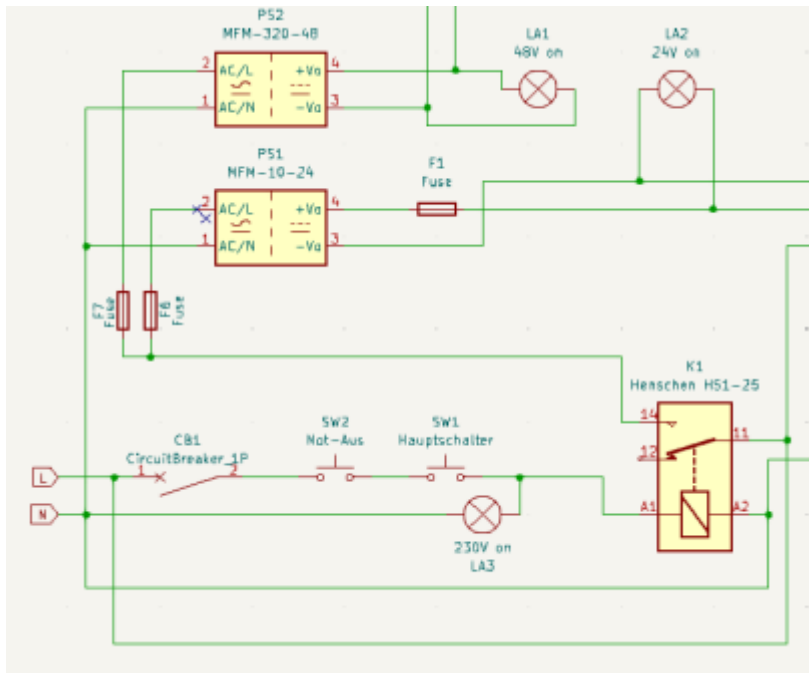 PS2
MFM-320-48
2 AC/L +Vo 4
1 AC/N -Vo 3
LA1
48V on
LA2
24V on
PS1
MFM-10-24
2 AC/L +Vo 4
1 AC/N -Vo 3
F1
Fuse
F7
Fuse
Fuse
K1
Henschen H51-25
14
12
11
A1
A2
SW2
Not-Aus
SW1
Hauptschalter
CB1
CircuitBreaker_1P
1
2
L
N
230V on
LA3